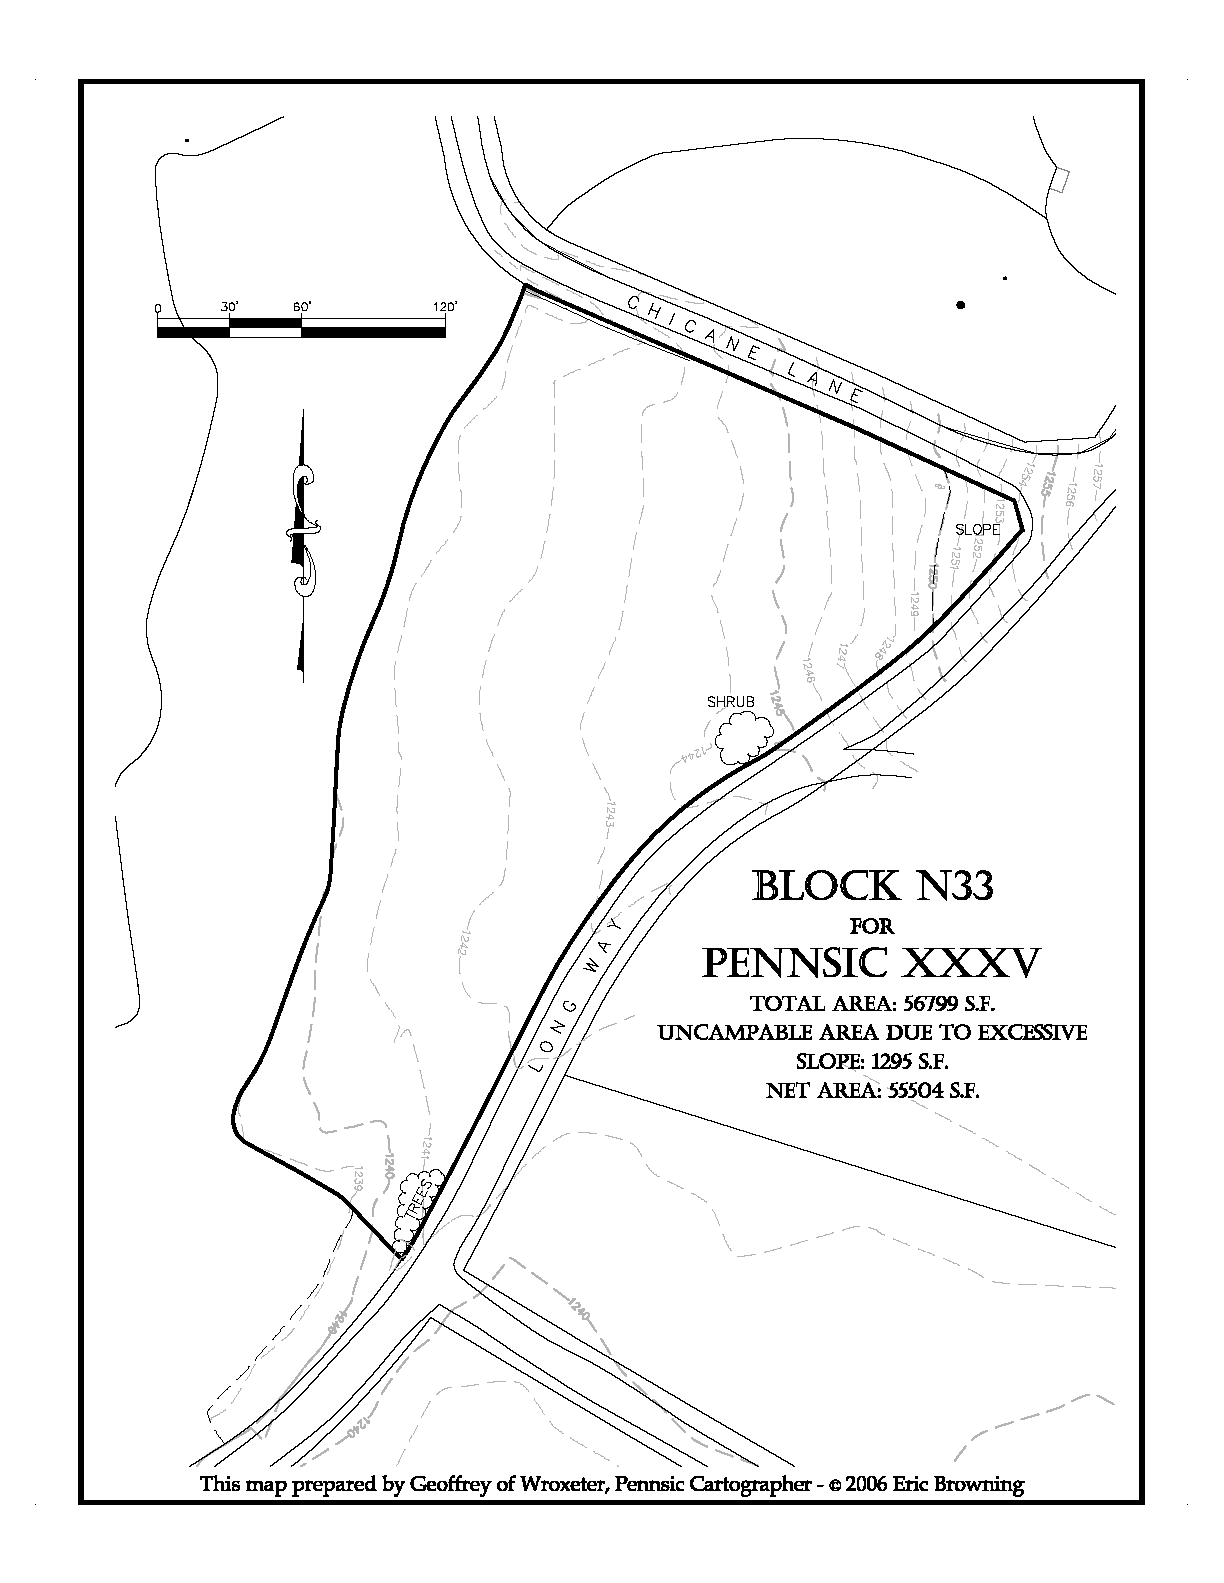 0 30' 60' 120'
CHICANE LANE
1254
1255
1256
1257
1253
SLOPE
1252
1251
1250
1249
1248
1247
1246
1245
SHRUB
1244
1243
BLOCK N33
FOR
PENNSIC XXXV
TOTAL AREA: 56799 S.F.
UNCAMPABLE AREA DUE TO EXCESSIVE
SLOPE: 1295 S.F.
NET AREA: 55504 S.F.
LONG WAY
1242
1241
1240
1239
TREES
1240
1240
1240
This map prepared by Geoffrey of Wroxeter, Pennsic Cartographer - © 2006 Eric Browning